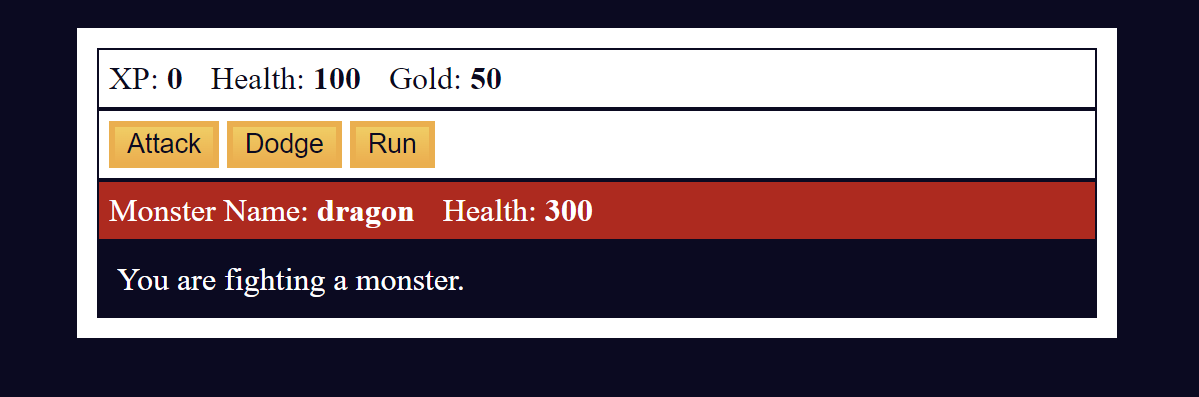 XP: 0 Health: 100 Gold: 50
Attack Dodge Run
Monster Name: dragon Health: 300
You are fighting a monster.